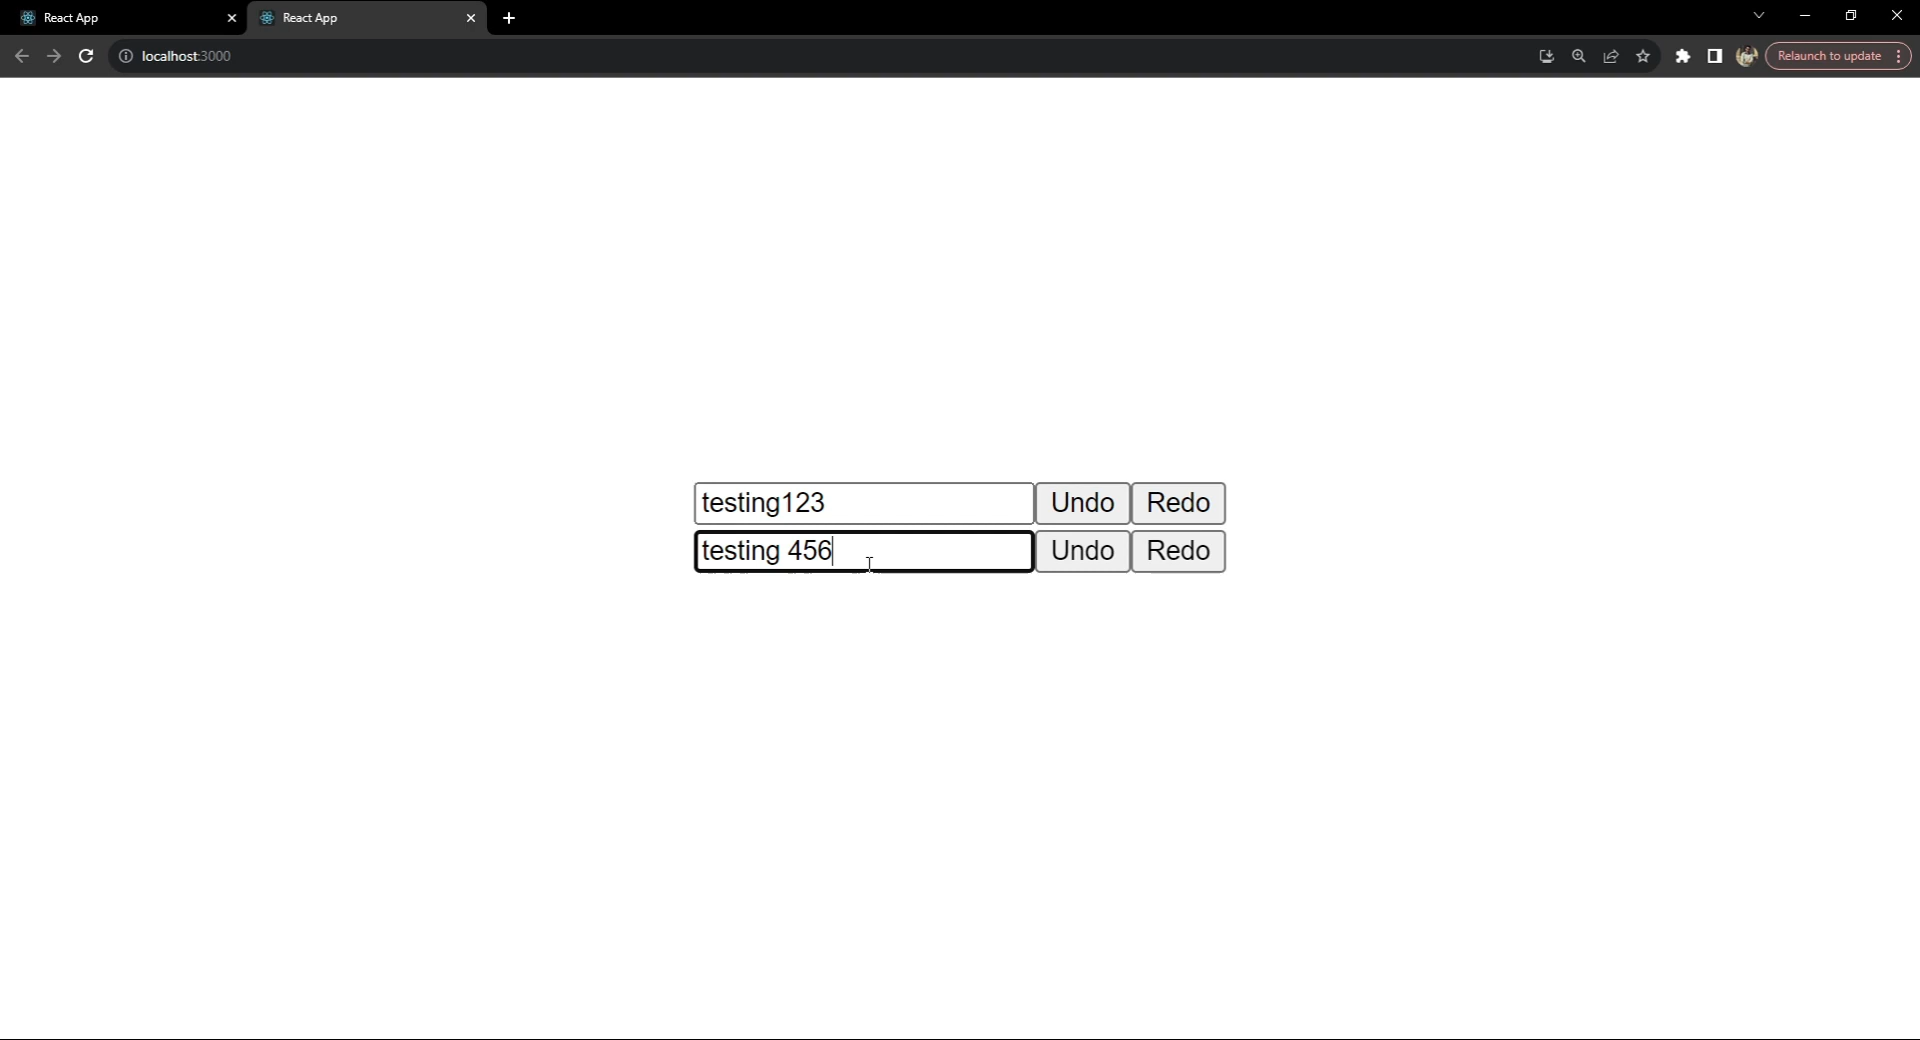 React App
React App
localhost:3000
Relaunch to update
testing123 Undo Redo
testing 456 Undo Redo